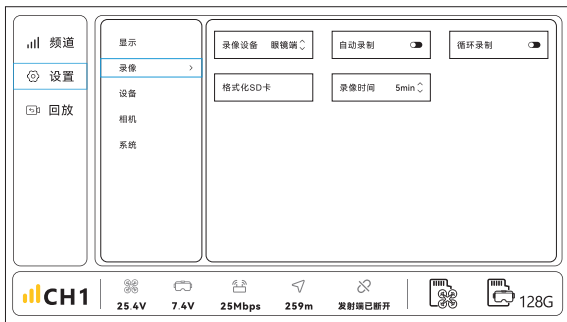 频道
设置
回放
显示
录像
设备
相机
系统
录像设备 眼镜端
自动录制
循环录制
格式化SD卡
录像时间 5min
CH1
25.4V
7.4V
25Mbps
259m
发射端已断开
128G